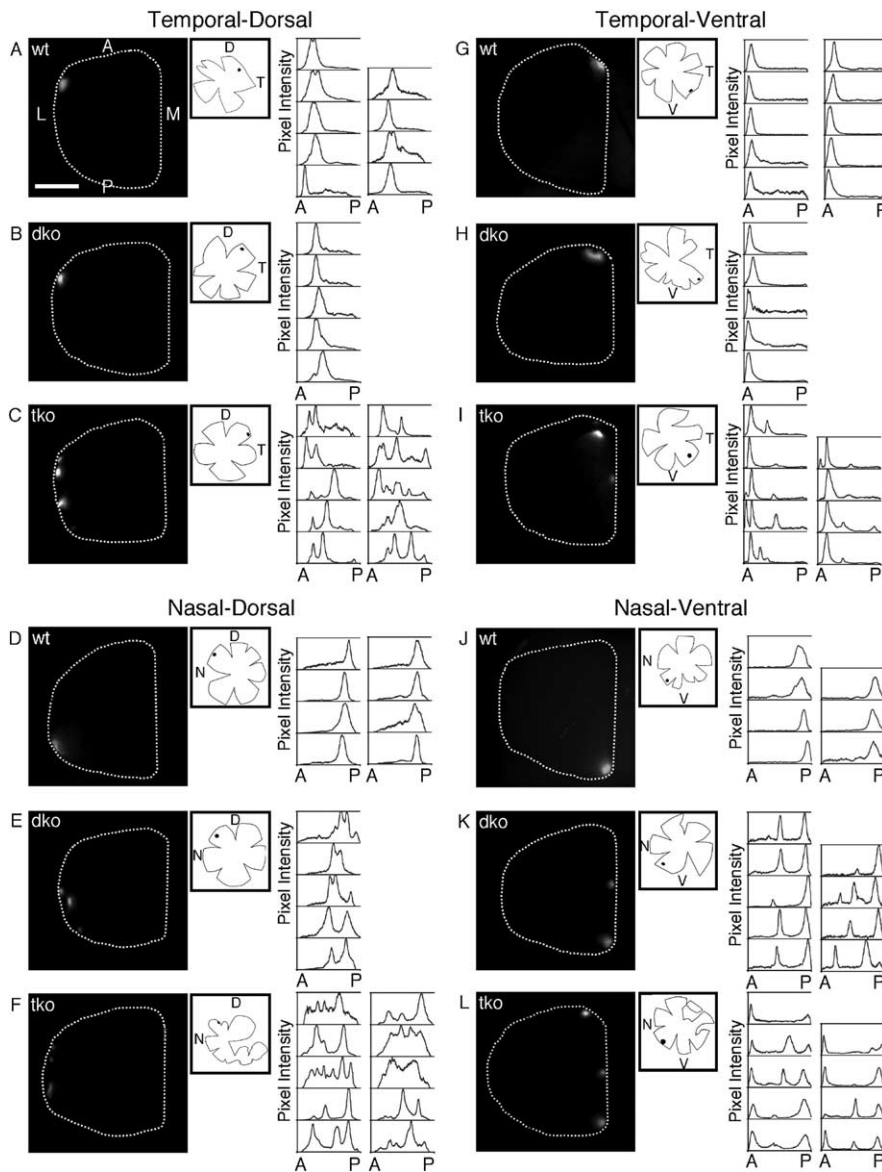 Temporal-Dorsal
A wt A D T L M P Pixel Intensity A P A P
B dko D T Pixel Intensity A P
C tko D T Pixel Intensity A P A P
Temporal-Ventral
G wt T V Pixel Intensity A P A P
H dko T V Pixel Intensity A P
I tko T V Pixel Intensity A P A P
Nasal-Dorsal
D wt D N Pixel Intensity A P A P
E dko D N Pixel Intensity A P
F tko D N Pixel Intensity A P A P
Nasal-Ventral
J wt N V Pixel Intensity A P A P
K dko N V Pixel Intensity A P A P
L tko N V Pixel Intensity A P A P